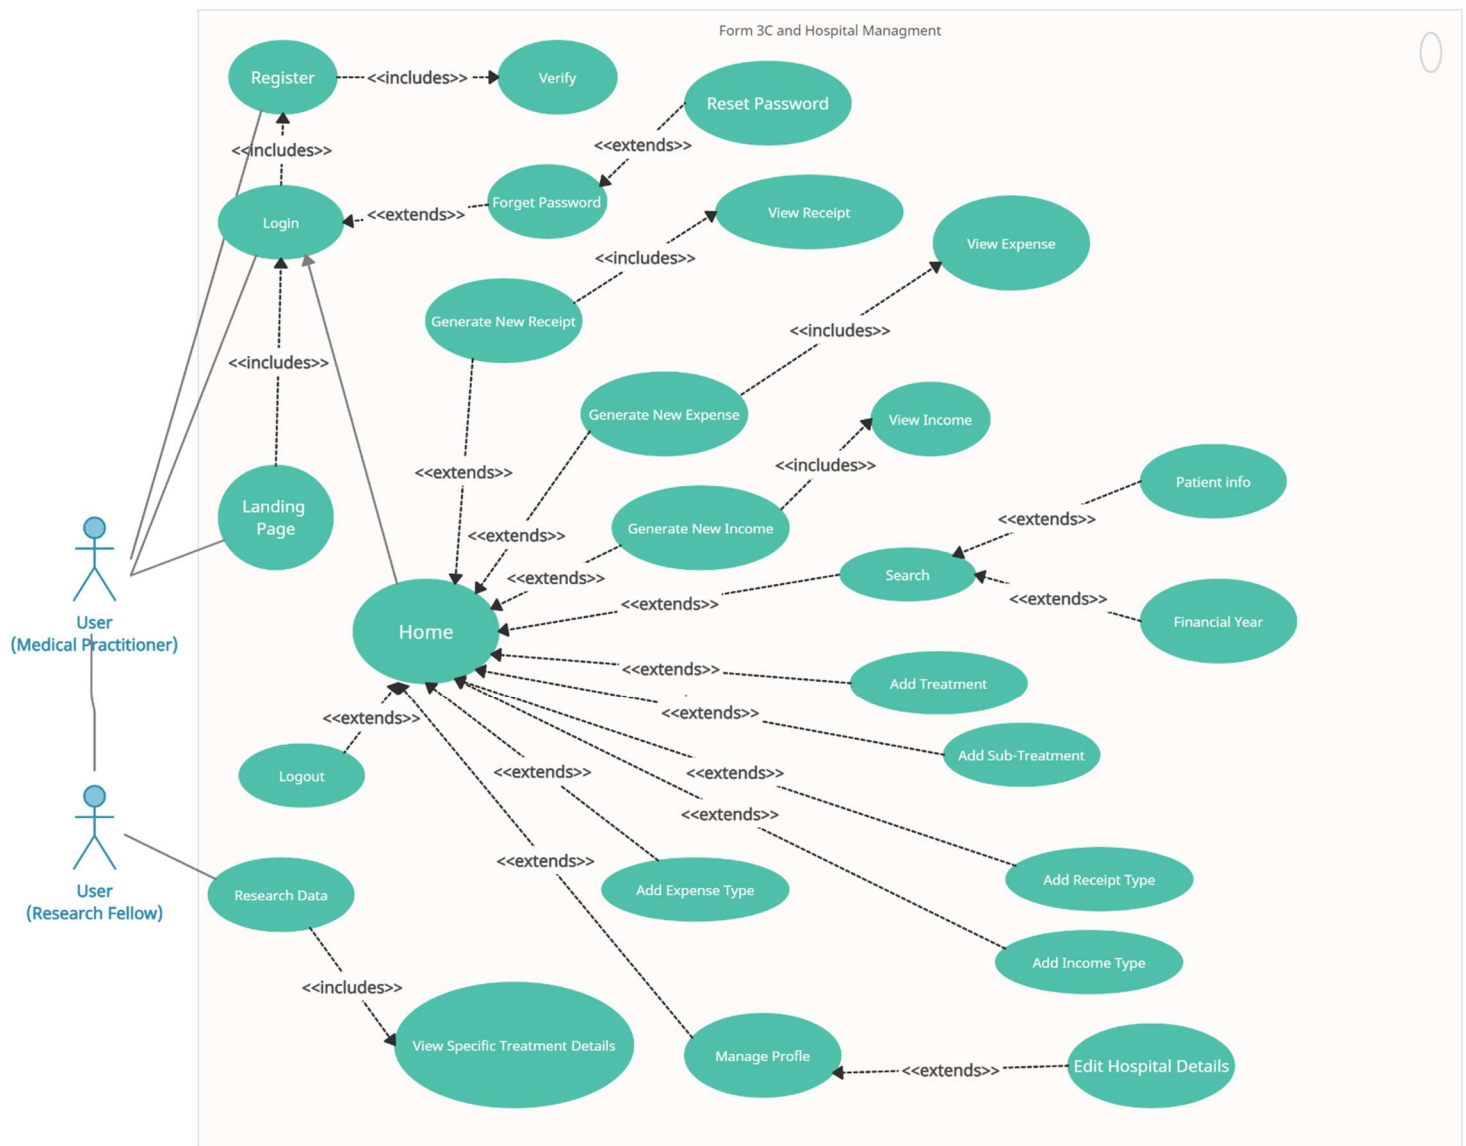 Form 3C and Hospital Managment
Register
<<includes>>
Verify
Reset Password
<<extends>>
<<includes>>
Forget Password
<<extends>>
Login
View Receipt
View Expense
<<includes>>
Generate New Receipt
<<includes>>
<<includes>>
Generate New Expense
View Income
<<includes>>
<<extends>>
Patient info
Landing
Page
<<extends>>
Generate New Income
<<extends>>
<<extends>>
Search
<<extends>>
<<extends>>
User
(Medical Practitioner)
Home
Financial Year
<<extends>>
Add Treatment
<<extends>>
<<extends>>
Add Sub-Treatment
Logout
<<extends>>
<<extends>>
<<extends>>
<<extends>>
Add Expense Type
Add Receipt Type
User
(Research Fellow)
Research Data
Add Income Type
<<includes>>
View Specific Treatment Details
Manage Profle
<<extends>>
Edit Hospital Details